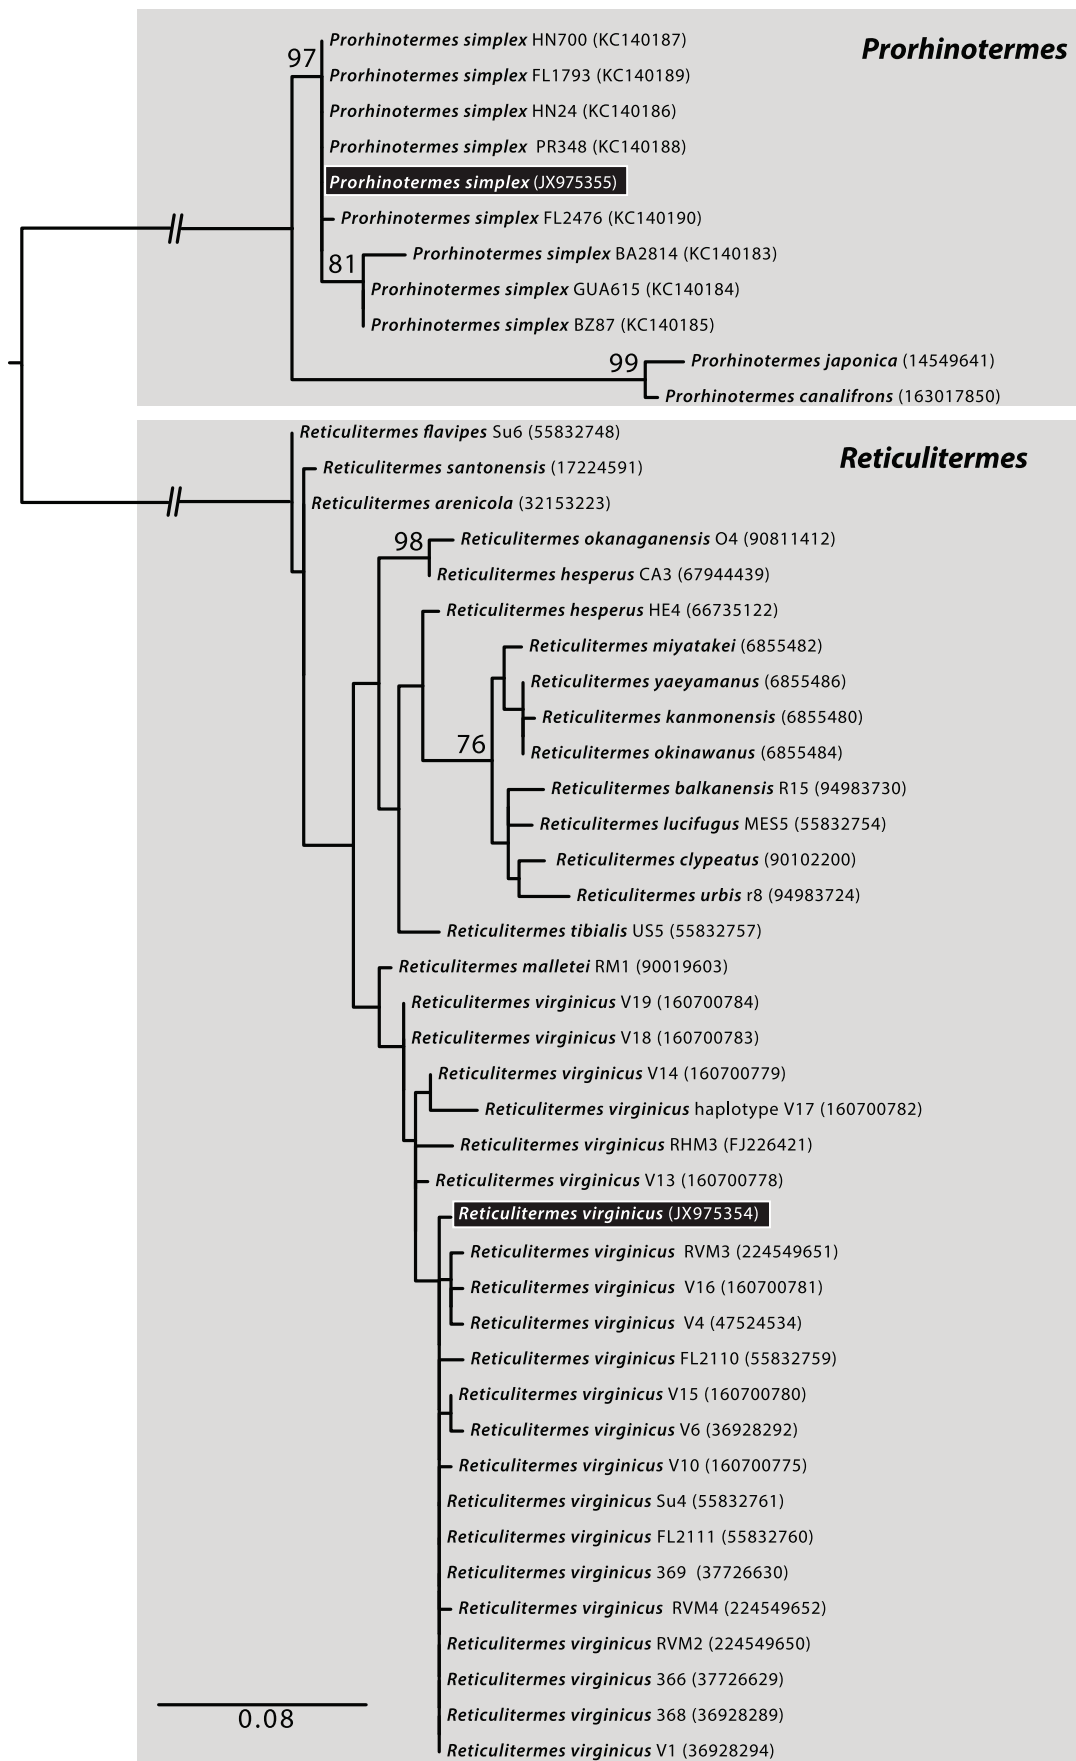 Prorhinotermes simplex HN700 (KC140187)
Prorhinotermes
97
Prorhinotermes simplex FL1793 (KC140189)
Prorhinotermes simplex HN24 (KC140186)
Prorhinotermes simplex PR348 (KC140188)
Prorhinotermes simplex (JX975355)
Prorhinotermes simplex FL2476 (KC140190)
Prorhinotermes simplex BA2814 (KC140183)
81
Prorhinotermes simplex GUA615 (KC140184)
Prorhinotermes simplex BZ87 (KC140185)
99
Prorhinotermes japonica (14549641)
Prorhinotermes canalifrons (163017850)
Reticulitermes flavipes Su6 (55832748)
Reticulitermes
Reticulitermes santonensis (17224591)
Reticulitermes arenicola (32153223)
98
Reticulitermes okanaganensis O4 (90811412)
Reticulitermes hesperus CA3 (67944439)
Reticulitermes hesperus HE4 (66735122)
Reticulitermes miyatakei (6855482)
Reticulitermes yaeyamanus (6855486)
Reticulitermes kanmonensis (6855480)
76
Reticulitermes okinawanus (6855484)
Reticulitermes balkanensis R15 (94983730)
Reticulitermes lucifugus MES5 (55832754)
Reticulitermes clypeatus (90102200)
Reticulitermes urbis r8 (94983724)
Reticulitermes tibialis US5 (55832757)
Reticulitermes malletei RM1 (90019603)
Reticulitermes virginicus V19 (160700784)
Reticulitermes virginicus V18 (160700783)
Reticulitermes virginicus V14 (160700779)
Reticulitermes virginicus haplotype V17 (160700782)
Reticulitermes virginicus RHM3 (FJ226421)
Reticulitermes virginicus V13 (160700778)
Reticulitermes virginicus (JX975354)
Reticulitermes virginicus RVM3 (224549651)
Reticulitermes virginicus V16 (160700781)
Reticulitermes virginicus V4 (47524534)
Reticulitermes virginicus FL2110 (55832759)
Reticulitermes virginicus V15 (160700780)
Reticulitermes virginicus V6 (36928292)
Reticulitermes virginicus V10 (160700775)
Reticulitermes virginicus Su4 (55832761)
Reticulitermes virginicus FL2111 (55832760)
Reticulitermes virginicus 369 (37726630)
Reticulitermes virginicus RVM4 (224549652)
Reticulitermes virginicus RVM2 (224549650)
Reticulitermes virginicus 366 (37726629)
Reticulitermes virginicus 368 (36928289)
0.08
Reticulitermes virginicus V1 (36928294)